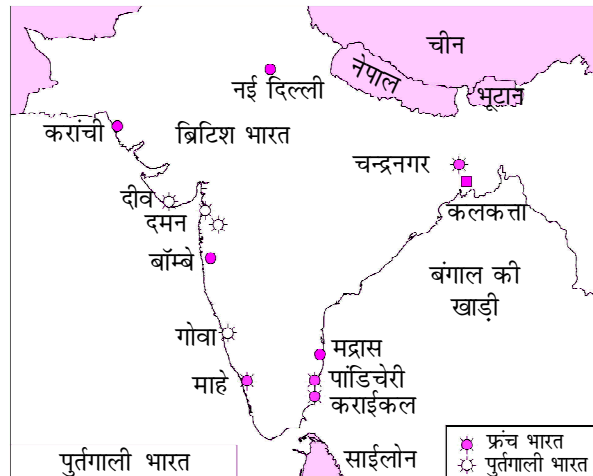 चीन
नेपाल
भूटान
नई दिल्ली
करांची
ब्रिटिश भारत
चन्द्रनगर
कलकत्ता
दीव
दमन
बॉम्बे
बंगाल की
खाड़ी
गोवा
मद्रास
माहे
पांडिचेरी
कराईकल
पुर्तगाली भारत
साईलोन
फ्रंच भारत
पुर्तगाली भारत